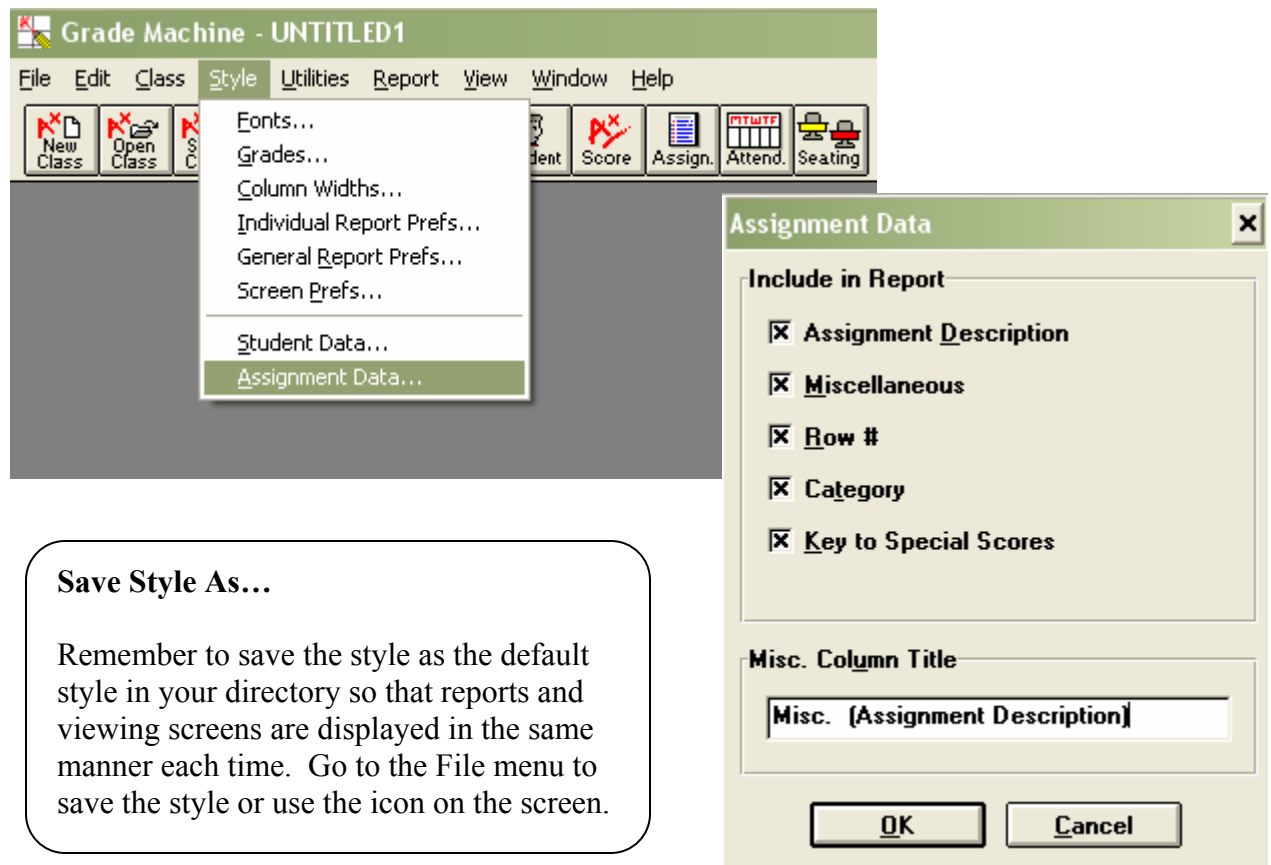 Grade Machine - UNTITLED1
File Edit Class Style Utilities Report View Window Help
New Class
Open Class
Score
Assign.
MTWTF
Attend.
Seating
Fonts...
Grades...
Column Widths...
Individual Report Prefs...
General Report Prefs...
Screen Prefs...
Student Data...
Assignment Data...
Assignment Data
Include in Report
Assignment Description
Miscellaneous
Row #
Category
Key to Special Scores
Misc. Column Title
Misc. (Assignment Description)
OK Cancel
Save Style As…
Remember to save the style as the default
style in your directory so that reports and
viewing screens are displayed in the same
manner each time. Go to the File menu to
save the style or use the icon on the screen.